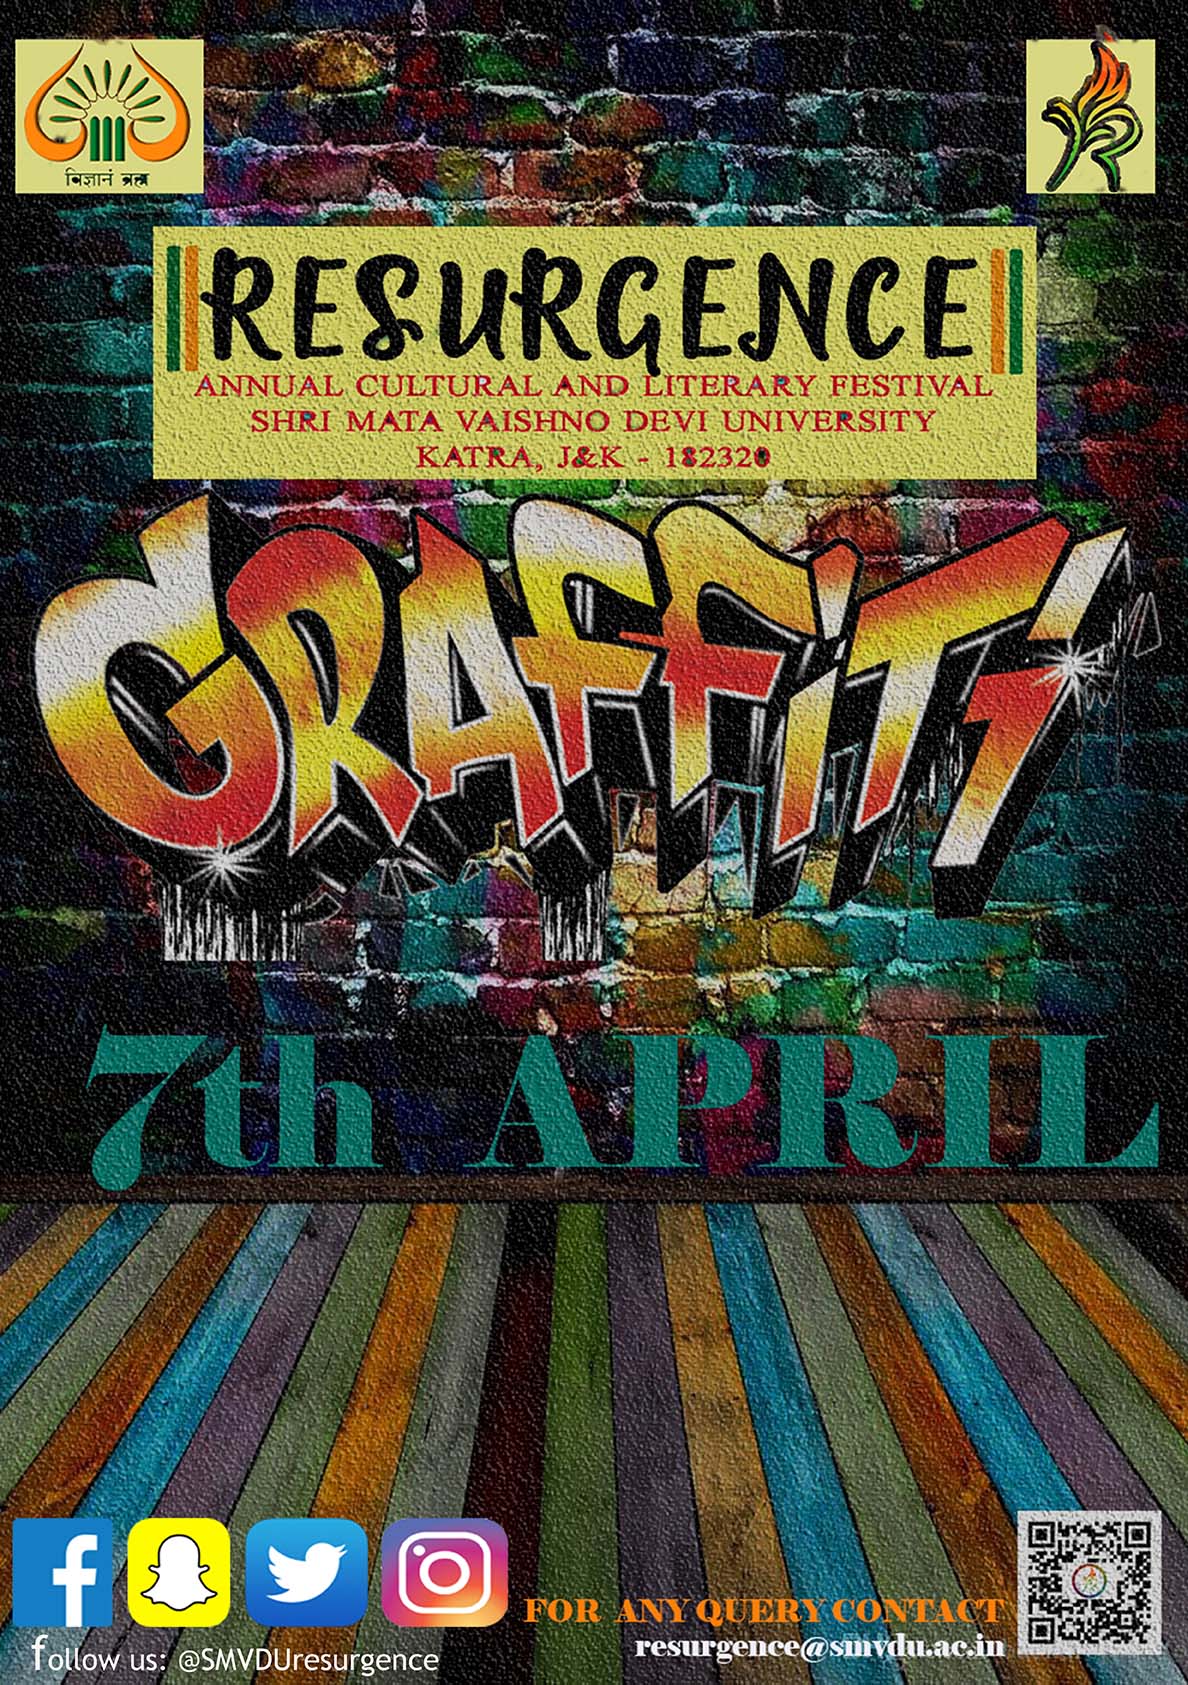 विज्ञानं ब्रह्म
RESURGENCE
ANNUAL CULTURAL AND LITERARY FESTIVAL
SHRI MATA VAISHNO DEVI UNIVERSITY
KATRA, J&K - 182320
GRAFFiTi
7th APRIL
FOR ANY QUERY CONTACT
resurgence@smvdu.ac.in
follow us: @SMVDUresurgence